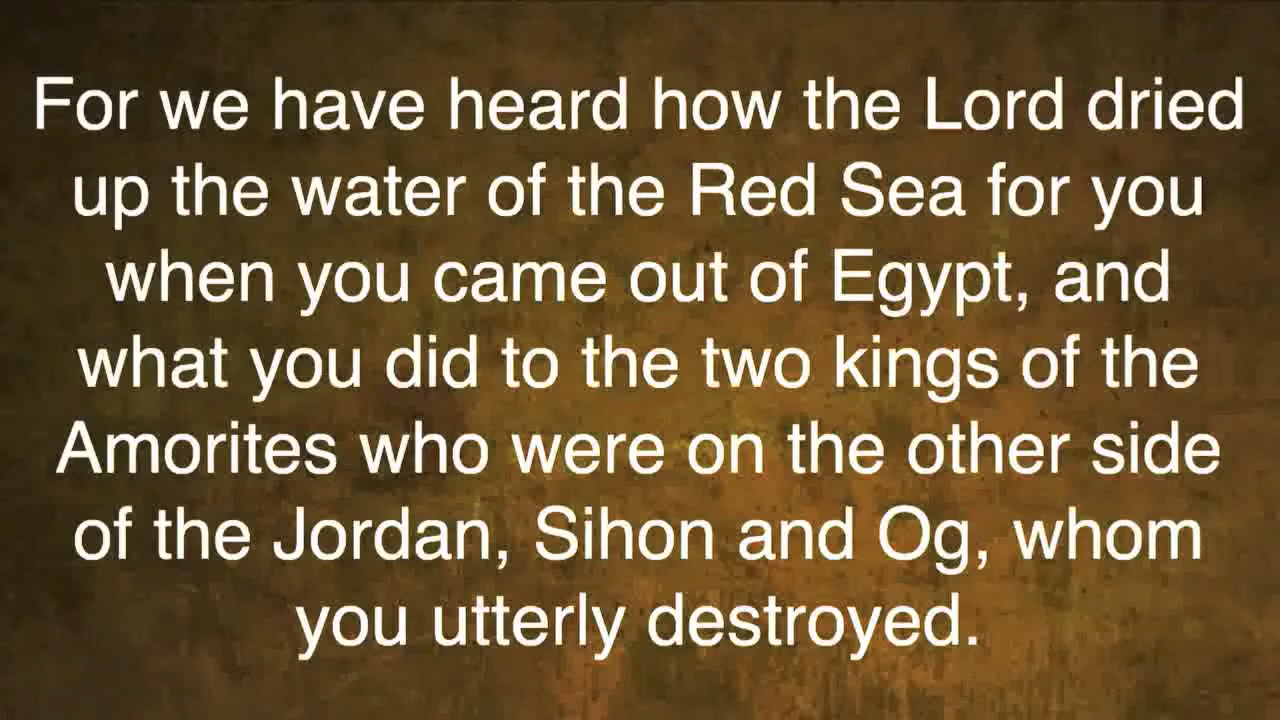 For we have heard how the Lord dried
up the water of the Red Sea for you
when you came out of Egypt, and
what you did to the two kings of the
Amorites who were on the other side
of the Jordan, Sihon and Og, whom
you utterly destroyed.